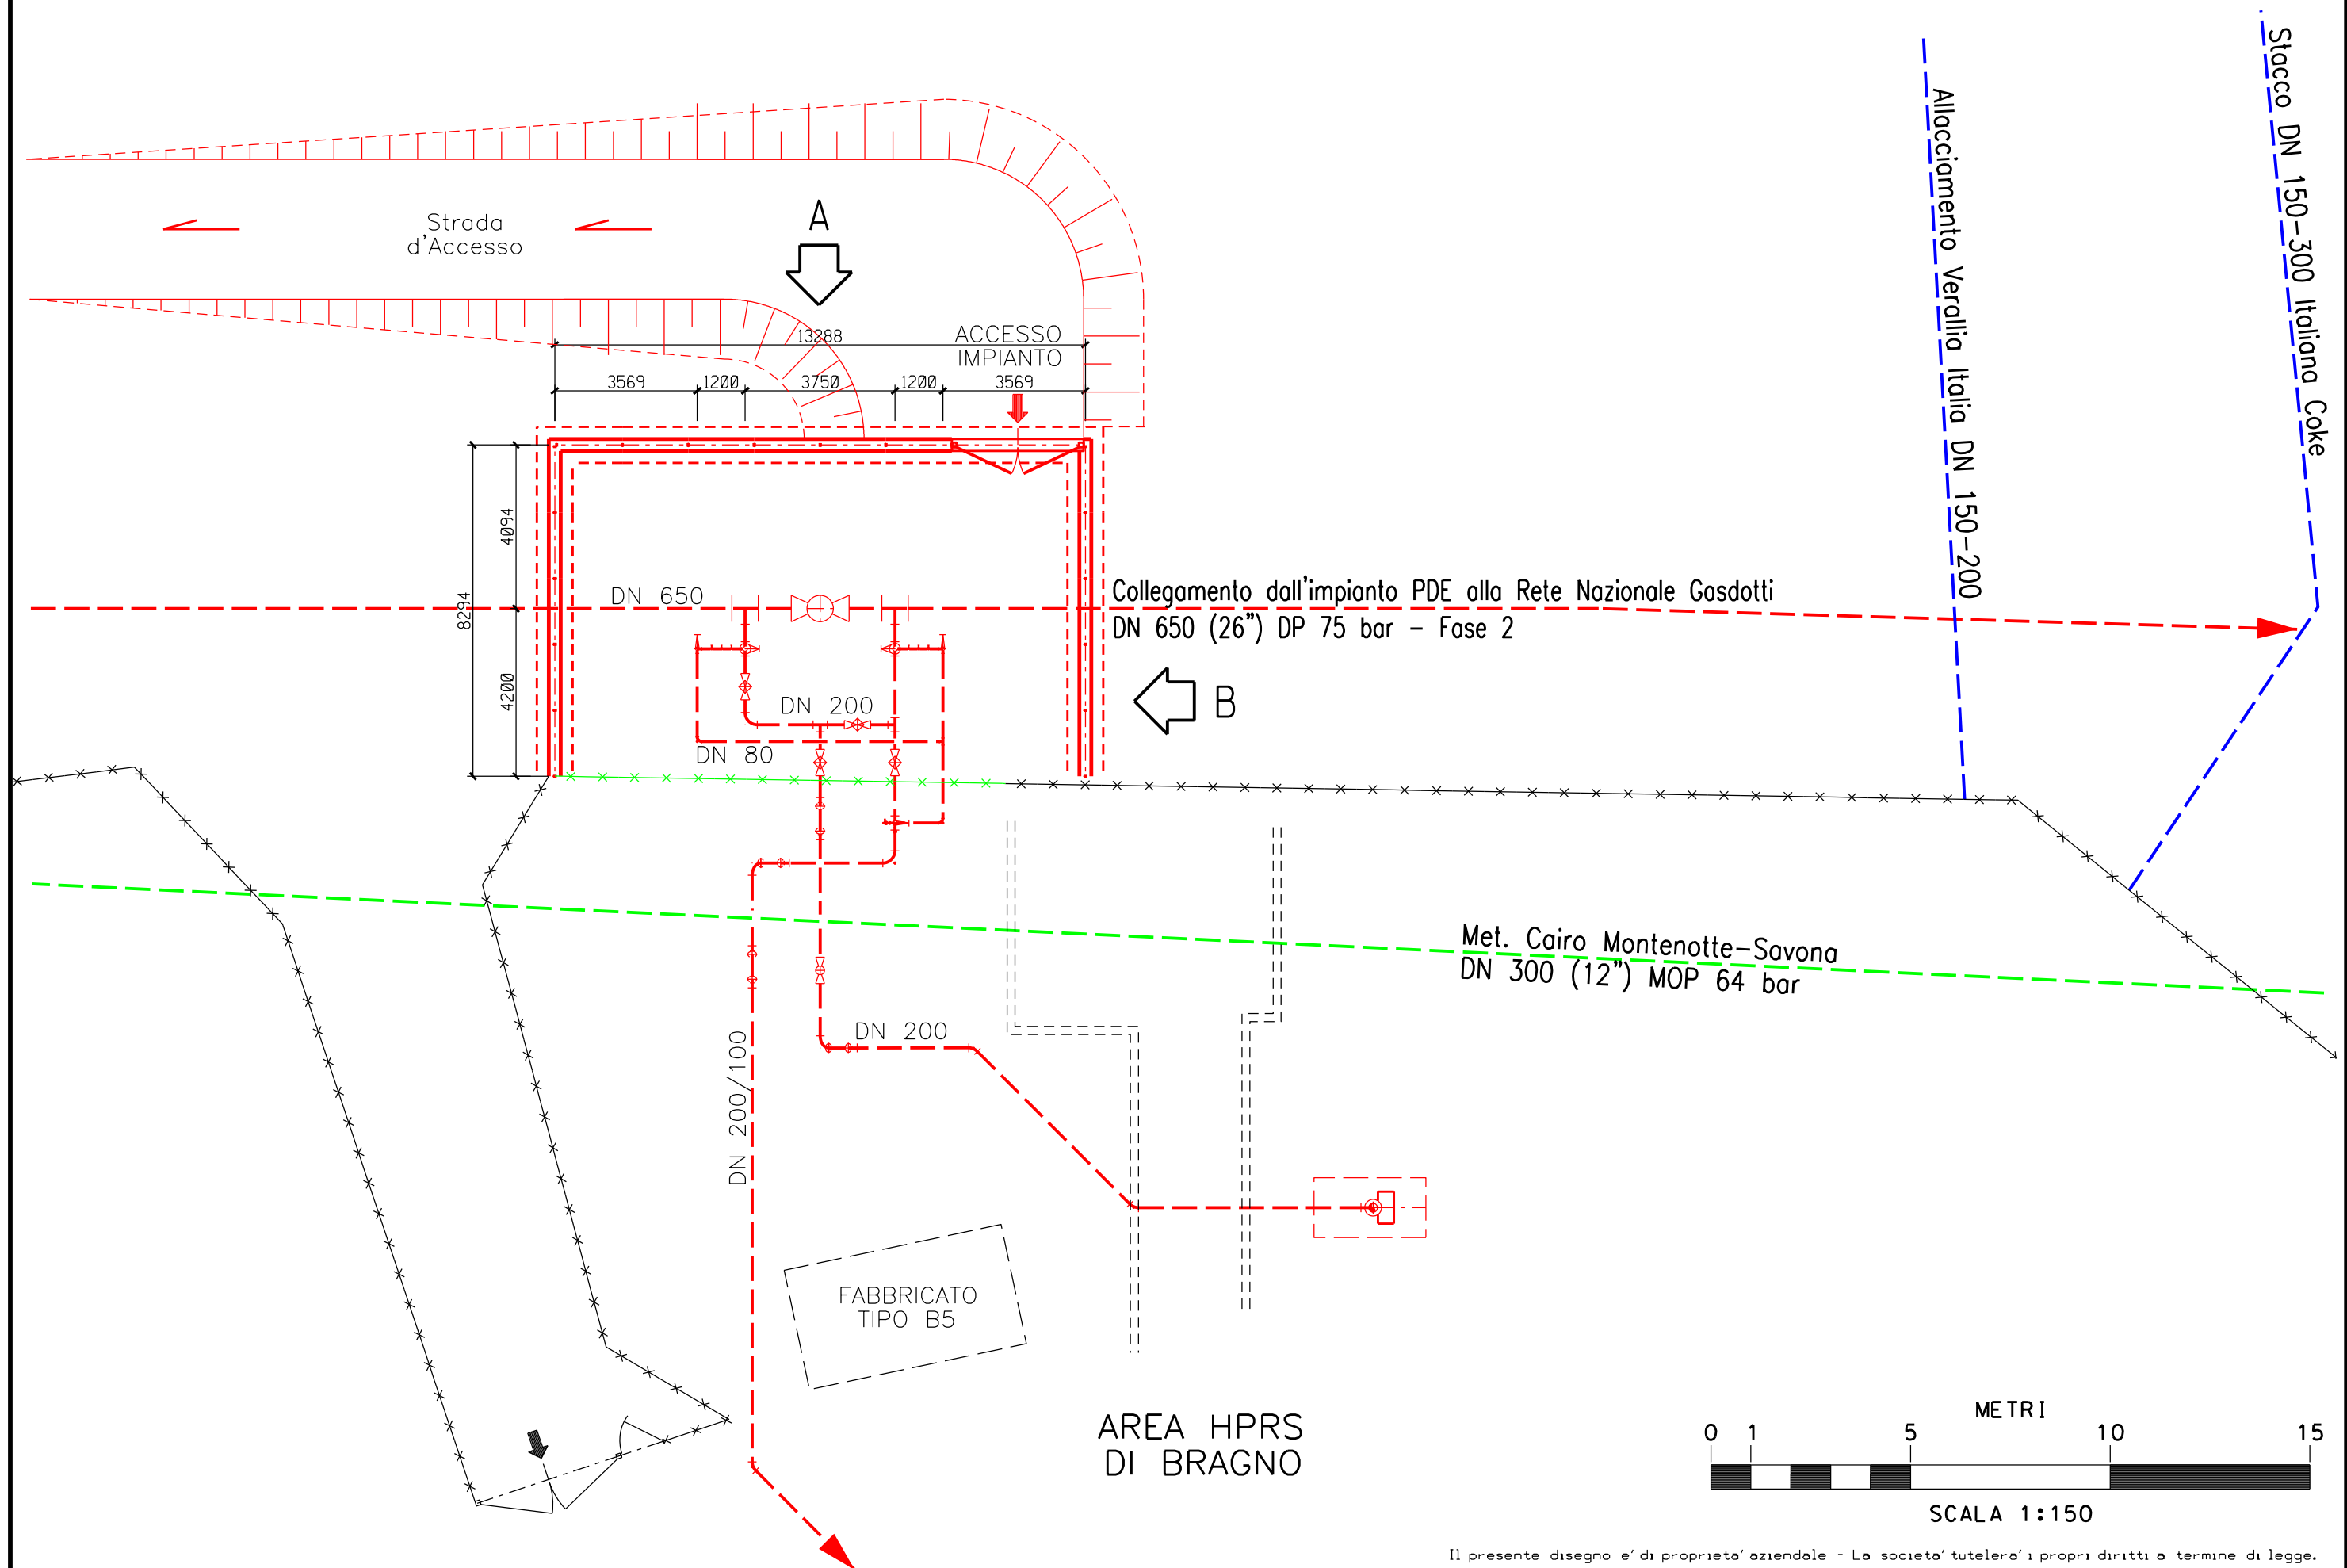 Stacco DN 150-300 Italiana Coke
Allacciamento Verallia Italia DN 150-200
Strada
d'Accesso
A
13288
ACCESSO
IMPIANTO
3569
1200
3750
1200
3569
4094
8294
4200
DN 650
Collegamento dall'impianto PDE alla Rete Nazionale Gasdotti
DN 650 (26") DP 75 bar - Fase 2
B
DN 200
DN 80
Met. Cairo Montenotte-Savona
DN 300 (12") MOP 64 bar
DN 200
DN 200/100
FABBRICATO
TIPO B5
AREA HPRS
DI BRAGNO
METRI
0 1 5 10 15
SCALA 1:150
Il presente disegno e' di proprieta' aziendale - La societa' tutelera' i propri diritti a termine di legge.